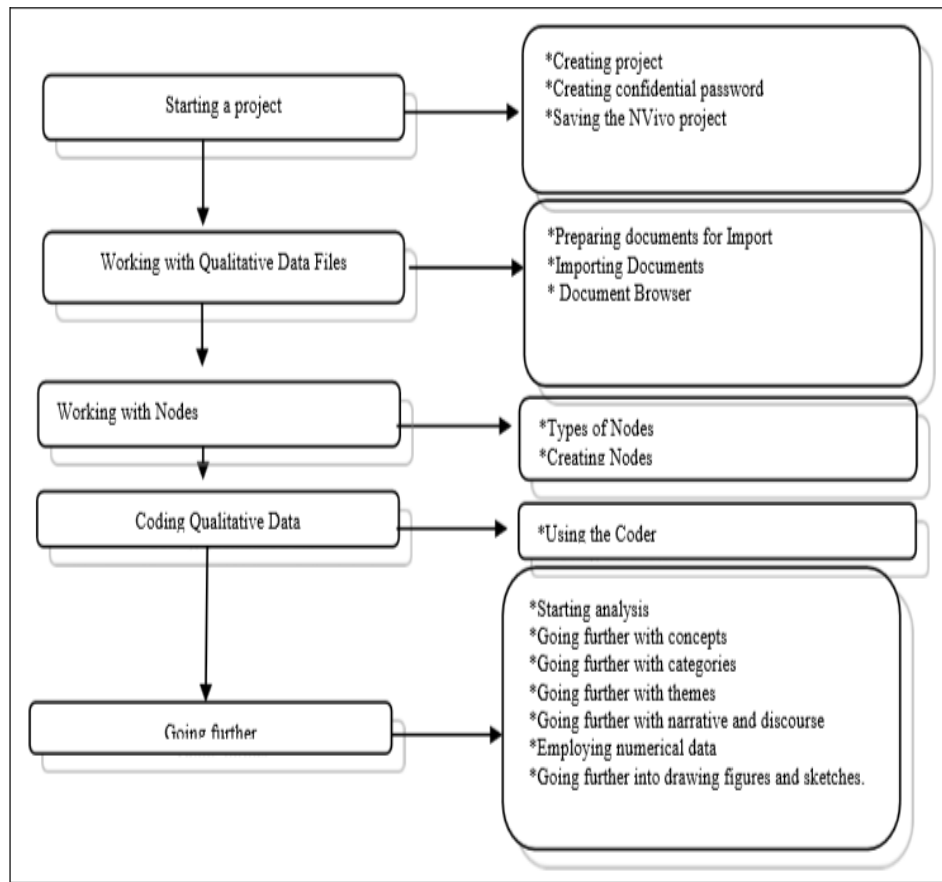 Starting a project
*Creating project
*Creating confidential password
*Saving the NVivo project
Working with Qualitative Data Files
*Preparing documents for Import
*Importing Documents
* Document Browser
Working with Nodes
*Types of Nodes
*Creating Nodes
Coding Qualitative Data
*Using the Coder
Going further
*Starting analysis
*Going further with concepts
*Going further with categories
*Going further with themes
*Going further with narrative and discourse
*Employing numerical data
*Going further into drawing figures and sketches.